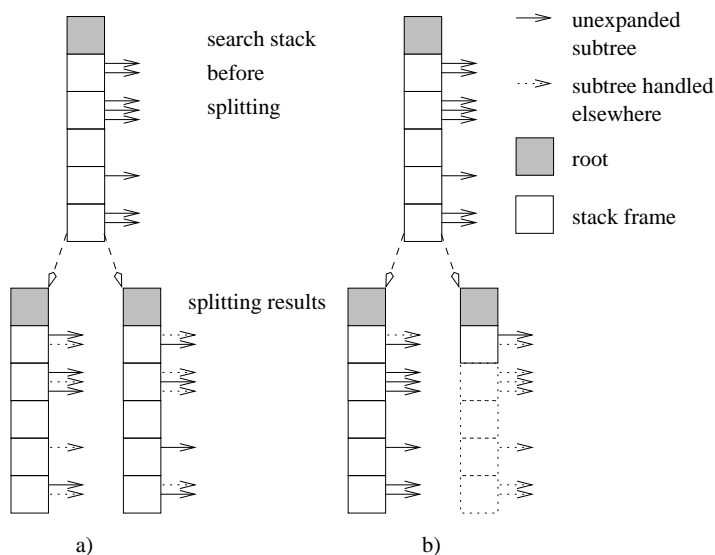 search stack
before
splitting
unexpanded
subtree
subtree handled
elsewhere
root
stack frame
splitting results
a)
b)